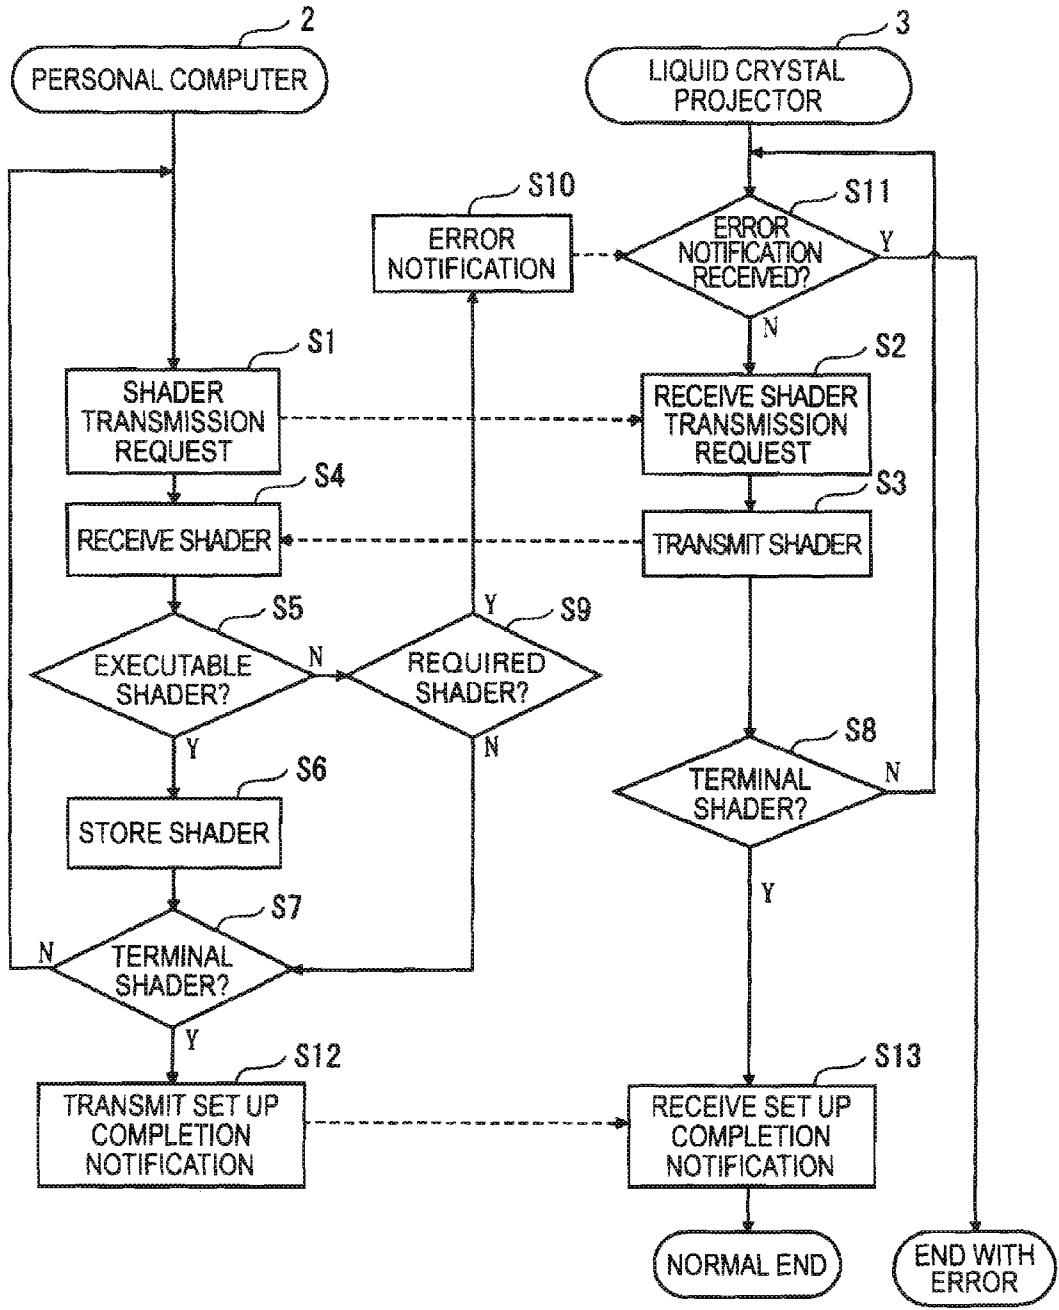 2
PERSONAL COMPUTER
3
LIQUID CRYSTAL
PROJECTOR
S10
ERROR
NOTIFICATION
S11
ERROR
NOTIFICATION
RECEIVED?
Y
N
S1
SHADER
TRANSMISSION
REQUEST
S2
RECEIVE SHADER
TRANSMISSION
REQUEST
S4
RECEIVE SHADER
S3
TRANSMIT SHADER
S5
EXECUTABLE
SHADER?
N
Y
S9
REQUIRED
SHADER?
Y
N
S6
STORE SHADER
S8
TERMINAL
SHADER?
N
Y
S7
TERMINAL
SHADER?
N
Y
S12
TRANSMIT SET UP
COMPLETION
NOTIFICATION
S13
RECEIVE SET UP
COMPLETION
NOTIFICATION
NORMAL END
END WITH
ERROR